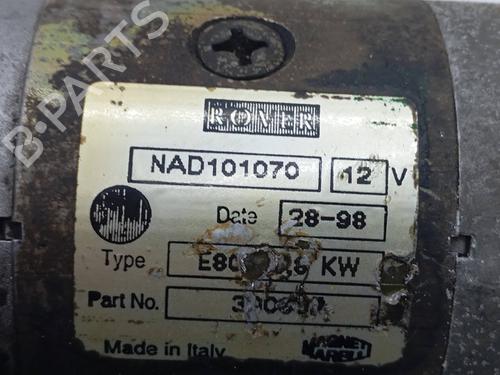 ROVER
NAD101070 12 V
Date 28-98
Type KW
Part No.
Made in Italy MAGNETI MARELLI
B-PARTS